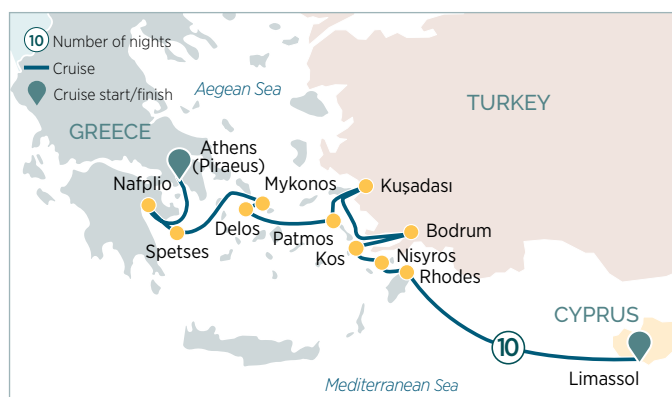 10 Number of nights
Cruise
Cruise start/finish
Aegean Sea
TURKEY
GREECE
Athens
(Piraeus)
Nafplio
Mykonos
Kuşadası
Spetses
Delos
Patmos
Bodrum
Kos
Nisyros
Rhodes
CYPRUS
10
Limassol
Mediterranean Sea